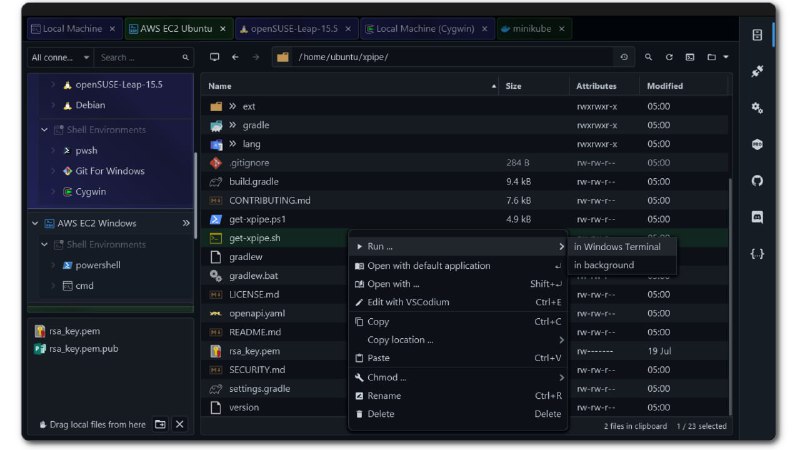 Local Machine
AWS EC2 Ubuntu
openSUSE-Leap-15.5
Local Machine (Cygwin)
minikube
All conne...
Search ...
/home/ubuntu/xpipe/
openSUSE-Leap-15.5
Debian
Shell Environments
pwsh
Git For Windows
Cygwin
AWS EC2 Windows
Shell Environments
powershell
cmd
rsa_key.pem
rsa_key.pem.pub
Drag local files from here
Name Size Attributes Modified
ext rwxrwxr-x 05:00
gradle rwxrwxr-x 05:00
lang rwxrwxr-x 05:00
.gitignore 284 B rw-rw-r-- 05:00
build.gradle 9.4 kB rw-rw-r-- 05:00
CONTRIBUTING.md 7.6 kB rw-rw-r-- 05:00
get-xpipe.ps1 4.9 kB rw-rw-r-- 05:00
get-xpipe.sh
gradlew
gradlew.bat rw-rw-r-- 05:00
LICENSE.md rw-rw-r-- 05:00
openapi.yaml rw-rw-r-- 05:00
README.md rw-rw-r-- 05:00
rsa_key.pem rw------- 19 Jul
SECURITY.md rw-rw-r-- 05:00
settings.gradle rw-rw-r-- 05:00
version rw-rw-r-- 05:00
Run ...
in Windows Terminal
in background
Open with default application
Open with ... Shift+
Edit with VSCodium Ctrl+E
Copy Ctrl+C
Copy location ...
Paste Ctrl+V
Chmod ...
Rename Ctrl+R
Delete Delete
2 files in clipboard
1 / 23 selected
PRO